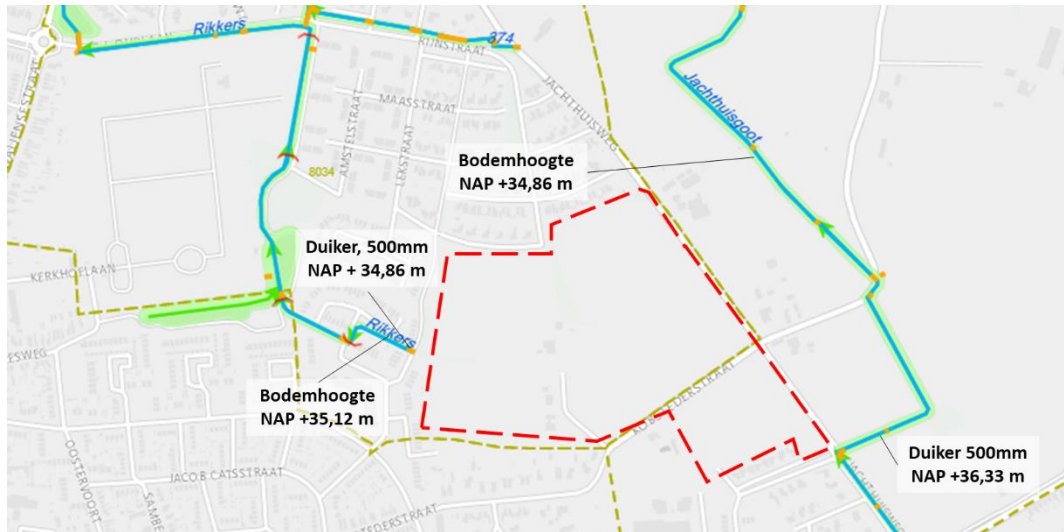 Rikkers
374
RIJNSTRAAT
JACHTHUISWEG
MAASSTRAAT
AMSTELSTRAAT
LEKSTRAAT
8034
Jachthuisgoot
Bodemhoogte
NAP +34,86 m
KERKHOFLAAN
Duiker, 500mm
NAP + 34,86 m
Rikkers
Bodemhoogte
NAP +35,12 m
JACOB CATSSTRAAT
OOSTERVOORT
Duiker 500mm
NAP +36,33 m